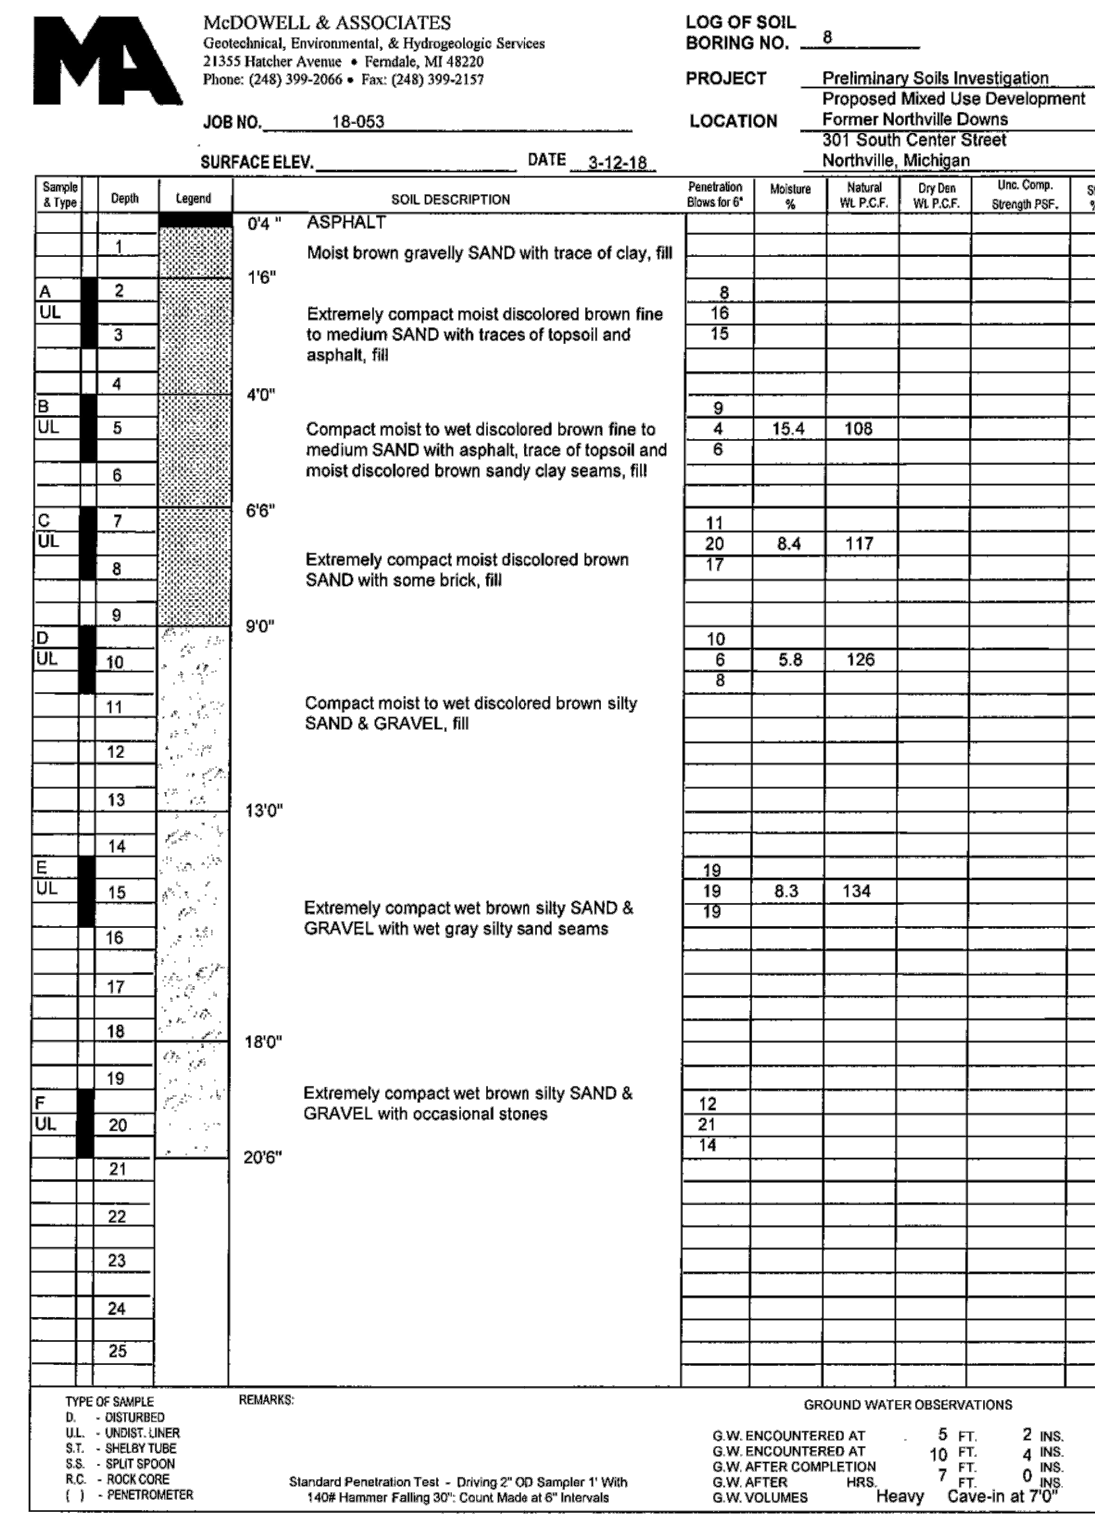 MA
McDOWELL & ASSOCIATES
Geotechnical, Environmental, & Hydrogeologic Services
21355 Hatcher Avenue • Ferndale, MI 48220
Phone: (248) 399-2066 • Fax: (248) 399-2157
JOB NO. 18-053
SURFACE ELEV. DATE 3-12-18
LOG OF SOIL
BORING NO. 8
PROJECT Preliminary Soils Investigation
Proposed Mixed Use Development
LOCATION Former Northville Downs
301 South Center Street
Northville, Michigan
Sample & Type Depth Legend SOIL DESCRIPTION Penetration Blows for 6" Moisture % Natural Wt. P.C.F. Dry Den Wt. P.C.F. Unc. Comp. Strength PSF.
0'4 " ASPHALT
1 Moist brown gravelly SAND with trace of clay, fill
1'6"
A 2 8
UL Extremely compact moist discolored brown fine 16
3 to medium SAND with traces of topsoil and 15
asphalt, fill
4
4'0"
B 9
UL 5 Compact moist to wet discolored brown fine to 4 15.4 108
medium SAND with asphalt, trace of topsoil and 6
6 moist discolored brown sandy clay seams, fill
6'6"
C 7 11
UL 20 8.4 117
8 Extremely compact moist discolored brown 17
SAND with some brick, fill
9
9'0"
D 10
UL 10 6 5.8 126
8
11 Compact moist to wet discolored brown silty
SAND & GRAVEL, fill
12
13
13'0"
14
E 19
UL 15 19 8.3 134
Extremely compact wet brown silty SAND & 19
16 GRAVEL with wet gray silty sand seams
17
18
18'0"
19
F Extremely compact wet brown silty SAND & 12
UL 20 GRAVEL with occasional stones 21
14
20'6"
21
22
23
24
25
TYPE OF SAMPLE
D. - DISTURBED
U.L. - UNDIST. LINER
S.T. - SHELBY TUBE
S.S. - SPLIT SPOON
R.C. - ROCK CORE
( ) - PENETROMETER
REMARKS:
Standard Penetration Test - Driving 2" OD Sampler 1' With
140# Hammer Falling 30": Count Made at 6" Intervals
GROUND WATER OBSERVATIONS
G.W. ENCOUNTERED AT 5 FT. 2 INS.
G.W. ENCOUNTERED AT 10 FT. 4 INS.
G.W. AFTER COMPLETION 7 FT. 0 INS.
G.W. AFTER HRS. FT. INS.
G.W. VOLUMES Heavy Cave-in at 7'0"